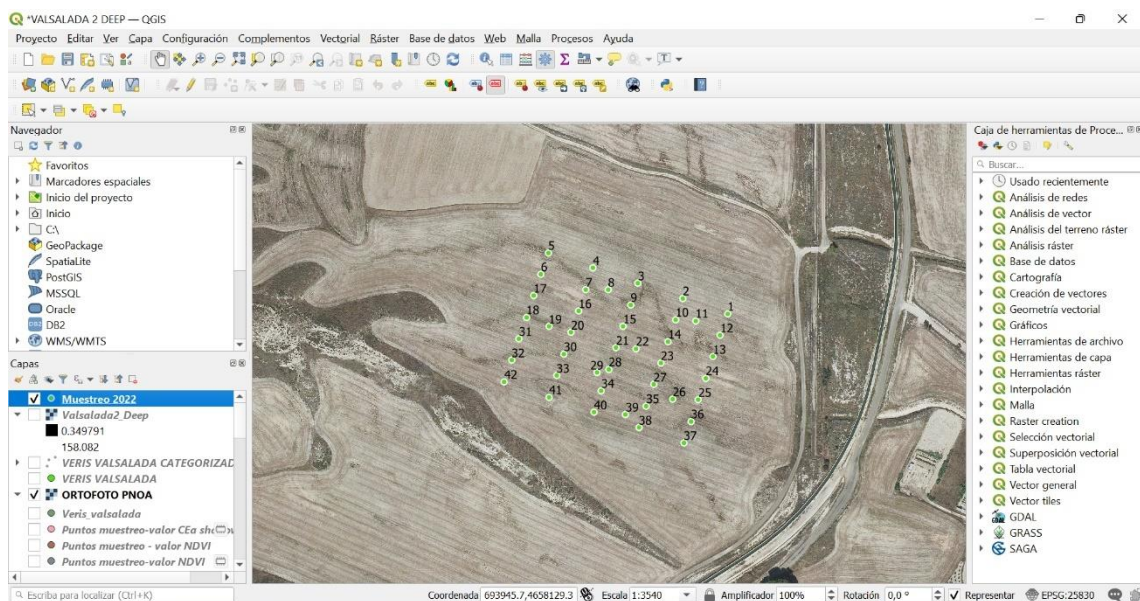 *VALSALADA 2 DEEP — QGIS
Proyecto Editar Ver Capa Configuración Complementos Vectorial Ráster Base de datos Web Malla Procesos Ayuda
Navegador
Favoritos
Marcadores espaciales
Inicio del proyecto
Inicio
C:\
GeoPackage
SpatiaLite
PostGIS
MSSQL
Oracle
DB2
WMS/WMTS
Capas
Muestreo 2022
Valsalada2_Deep
0.349791
158.082
VERIS VALSALADA CATEGORIZAD
VERIS VALSALADA
ORTOFOTO PNOA
Veris_valsalada
Puntos muestreo-valor CEa sh
Puntos muestreo - valor NDVI
Puntos muestreo-valor NDVI
5
4
6
3
7
8
17
2
9
16
1
18
10
11
19
15
20
12
31
14
21
22
30
13
32
23
28
29
33
42
24
27
34
41
26
25
35
40
39
36
38
37
Caja de herramientas de Proce...
Buscar...
Usado recientemente
Análisis de redes
Análisis de vector
Análisis del terreno ráster
Análisis ráster
Base de datos
Cartografía
Creación de vectores
Geometría vectorial
Gráficos
Herramientas de archivo
Herramientas de capa
Herramientas ráster
Interpolación
Malla
Raster creation
Selección vectorial
Superposición vectorial
Tabla vectorial
Vector general
Vector tiles
GDAL
GRASS
SAGA
Escriba para localizar (Ctrl+K)
Coordenada 693945.7,4658129.3 Escala 1:3540 Amplificador 100% Rotación 0,0 ° Representar EPSG:25830